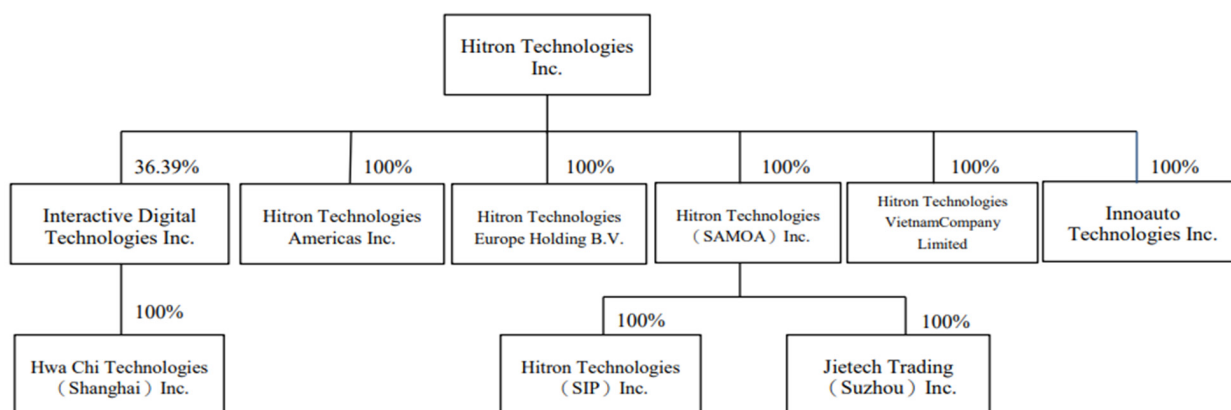 Hitron Technologies
Inc.
36.39%
100%
100%
100%
100%
100%
Interactive Digital
Technologies Inc.
Hitron Technologies
Americas Inc.
Hitron Technologies
Europe Holding B.V.
Hitron Technologies
（SAMOA）Inc.
Hitron Technologies
VietnamCompany
Limited
Innoauto
Technologies Inc.
100%
100%
100%
Hwa Chi Technologies
（Shanghai）Inc.
Hitron Technologies
（SIP）Inc.
Jietech Trading
（Suzhou）Inc.